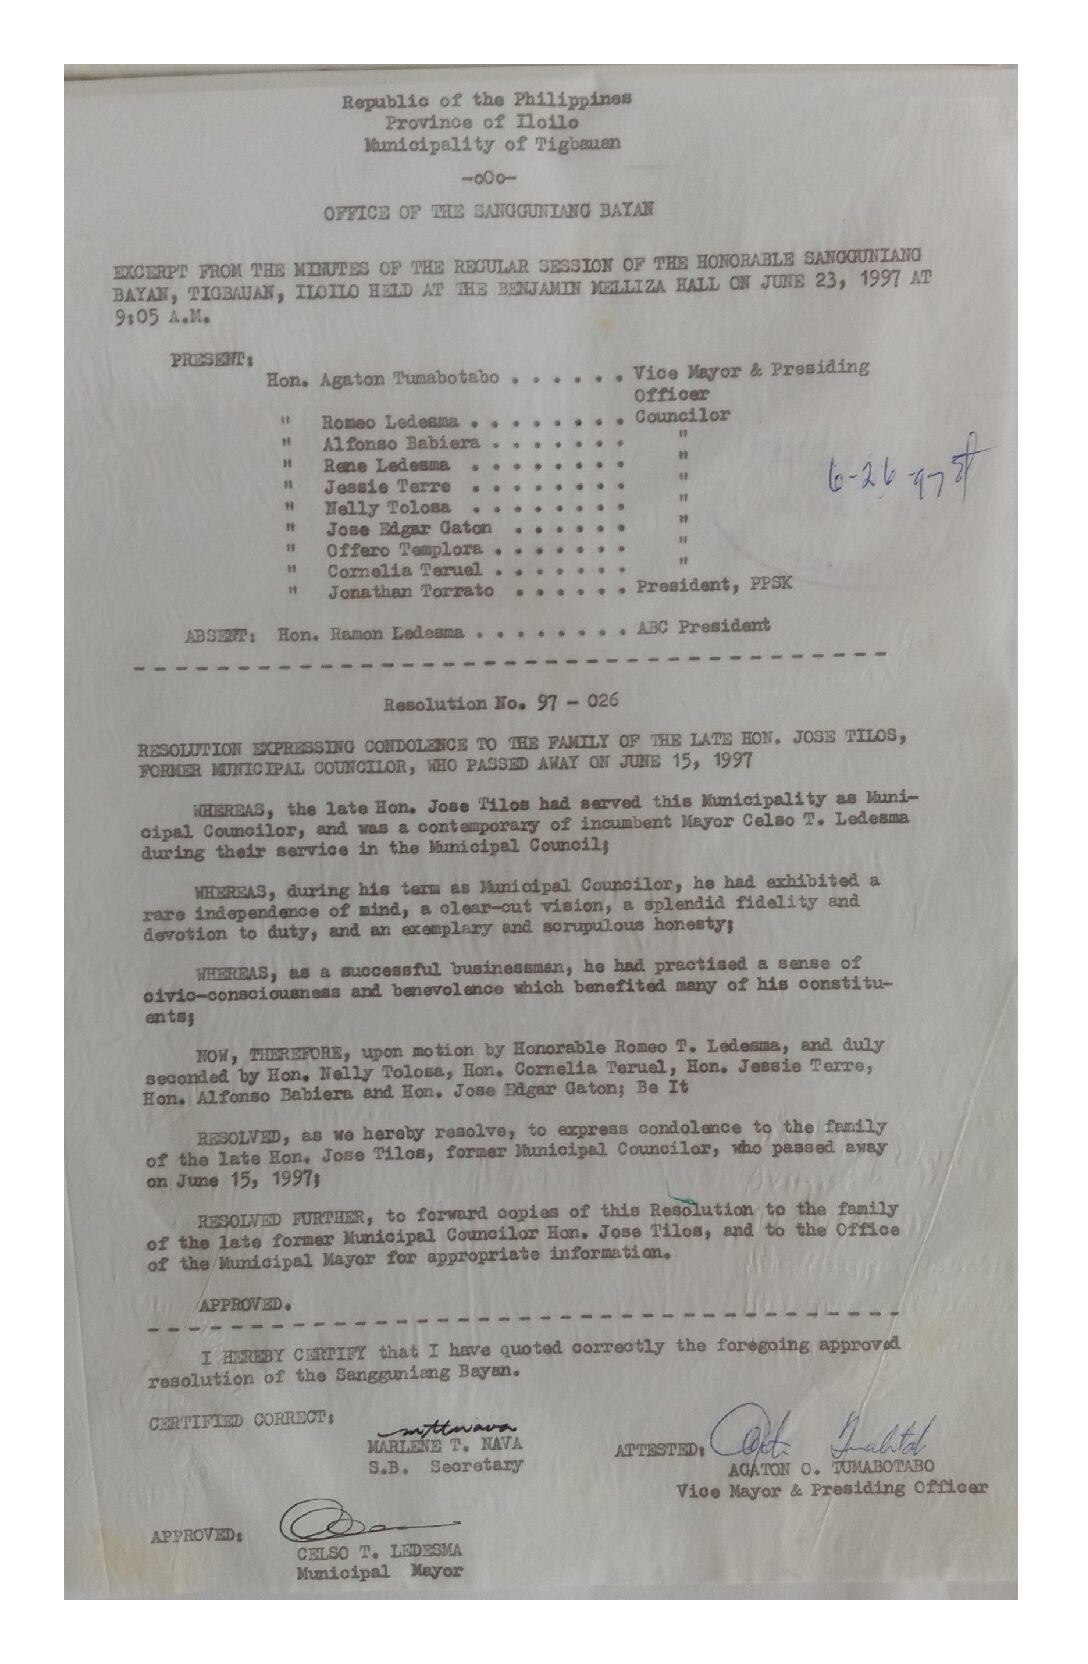 Republic of the Philippines
Province of Iloilo
Municipality of Tigbauan
-oOo-
OFFICE OF THE SANGGUNIANG BAYAN
EXCERPT FROM THE MINUTES OF THE REGULAR SESSION OF THE HONORABLE SANGGUNIANG
BAYAN, TIGBAUAN, ILOILO HELD AT THE BENJAMIN MELLIZA HALL ON JUNE 23, 1997 AT
9:05 A.M.
PRESENT:
Hon. Agaton Tumabotabo . . . . . . Vice Mayor & Presiding
Officer
" Romeo Ledesma . . . . . . . . Councilor
" Alfonso Babiera . . . . . . . "
" Rene Ledesma . . . . . . . . "
" Jessie Terre . . . . . . . . "
" Nelly Tolosa . . . . . . . . "
" Jose Edgar Gaton . . . . . . "
" Offero Templora . . . . . . . "
" Cornelia Teruel . . . . . . . "
" Jonathan Torrato . . . . . . President, PPSK
6-26-97
ABSENT: Hon. Ramon Ledesma . . . . . . . . ABC President
Resolution No. 97 - 026
RESOLUTION EXPRESSING CONDOLENCE TO THE FAMILY OF THE LATE HON. JOSE TILOS,
FORMER MUNICIPAL COUNCILOR, WHO PASSED AWAY ON JUNE 15, 1997
WHEREAS, the late Hon. Jose Tilos had served this Municipality as Muni-
cipal Councilor, and was a contemporary of incumbent Mayor Celso T. Ledesma
during their service in the Municipal Council;
WHEREAS, during his term as Municipal Councilor, he had exhibited a
rare independence of mind, a clear-cut vision, a splendid fidelity and
devotion to duty, and an exemplary and scrupulous honesty;
WHEREAS, as a successful businessman, he had practised a sense of
civic-consciousness and benevolence which benefited many of his constitu-
ents;
NOW, THEREFORE, upon motion by Honorable Romeo T. Ledesma, and duly
seconded by Hon. Nelly Tolosa, Hon. Cornelia Teruel, Hon. Jessie Terre,
Hon. Alfonso Babiera and Hon. Jose Edgar Gaton; Be It
RESOLVED, as we hereby resolve, to express condolence to the family
of the late Hon. Jose Tilos, former Municipal Councilor, who passed away
on June 15, 1997;
RESOLVED FURTHER, to forward copies of this Resolution to the family
of the late former Municipal Councilor Hon. Jose Tilos, and to the Office
of the Municipal Mayor for appropriate information.
APPROVED.
I HEREBY CERTIFY that I have quoted correctly the foregoing approved
resolution of the Sangguniang Bayan.
CERTIFIED CORRECT:
MARLENE T. NAVA
S.B. Secretary
ATTESTED:
AGATON O. TUMABOTABO
Vice Mayor & Presiding Officer
APPROVED:
CELSO T. LEDESMA
Municipal Mayor